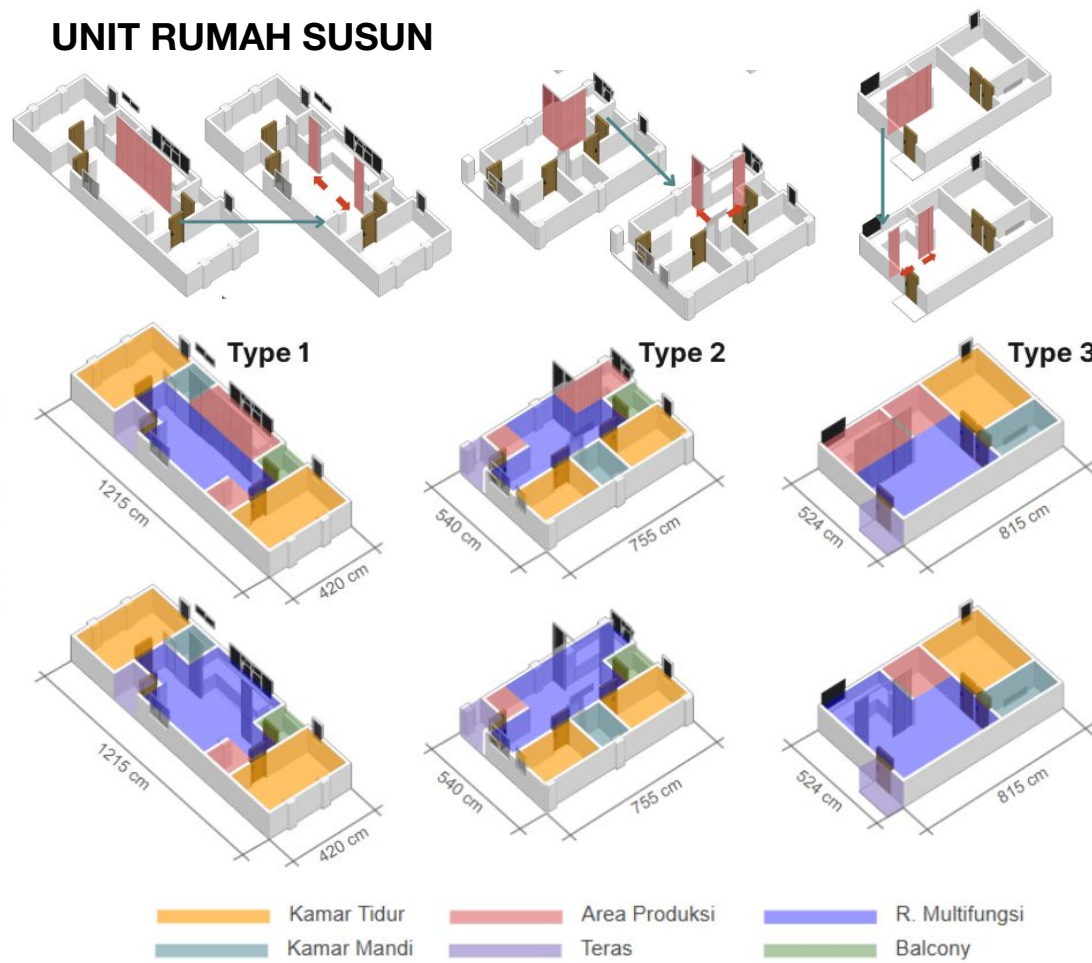 UNIT RUMAH SUSUN
Type 1
Type 2
Type 3
1215 cm
420 cm
540 cm
755 cm
524 cm
815 cm
1215 cm
420 cm
540 cm
755 cm
524 cm
815 cm
Kamar Tidur
Area Produksi
R. Multifungsi
Kamar Mandi
Teras
Balcony